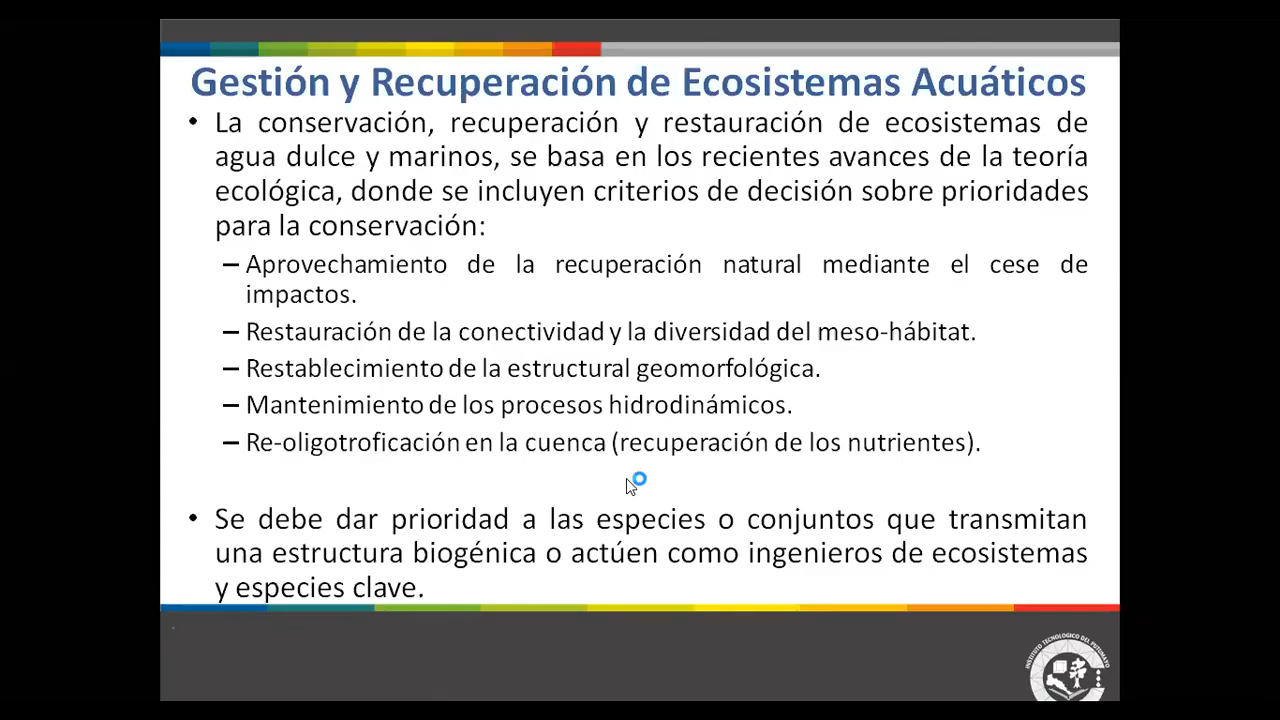 Gestión y Recuperación de Ecosistemas Acuáticos
• La conservación, recuperación y restauración de ecosistemas de
agua dulce y marinos, se basa en los recientes avances de la teoría
ecológica, donde se incluyen criterios de decisión sobre prioridades
para la conservación:
– Aprovechamiento de la recuperación natural mediante el cese de
impactos.
– Restauración de la conectividad y la diversidad del meso-hábitat.
– Restablecimiento de la estructural geomorfológica.
– Mantenimiento de los procesos hidrodinámicos.
– Re-oligotroficación en la cuenca (recuperación de los nutrientes).
• Se debe dar prioridad a las especies o conjuntos que transmitan
una estructura biogénica o actúen como ingenieros de ecosistemas
y especies clave.
INSTITUTO TECNOLOGICO DEL PUTUMAYO